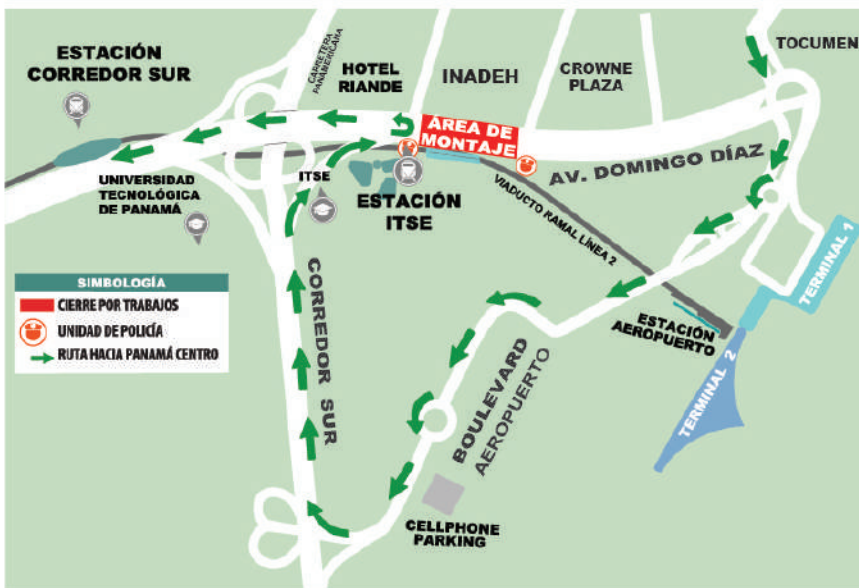 ESTACIÓN
CORREDOR SUR
CARRETERA
PANAMERICANA
HOTEL
RIANDE
INADEH
CROWNE
PLAZA
TOCUMEN
ÁREA DE
MONTAJE
AV. DOMINGO DÍAZ
UNIVERSIDAD
TECNOLÓGICA
DE PANAMÁ
ITSE
ESTACIÓN
ITSE
VIADUCTO RAMAL LÍNEA 2
TERMINAL 1
SIMBOLOGÍA
CIERRE POR TRABAJOS
UNIDAD DE POLICÍA
RUTA HACIA PANAMÁ CENTRO
CORREDOR SUR
ESTACIÓN
AEROPUERTO
TERMINAL 2
BOULEVARD
AEROPUERTO
CELLPHONE
PARKING